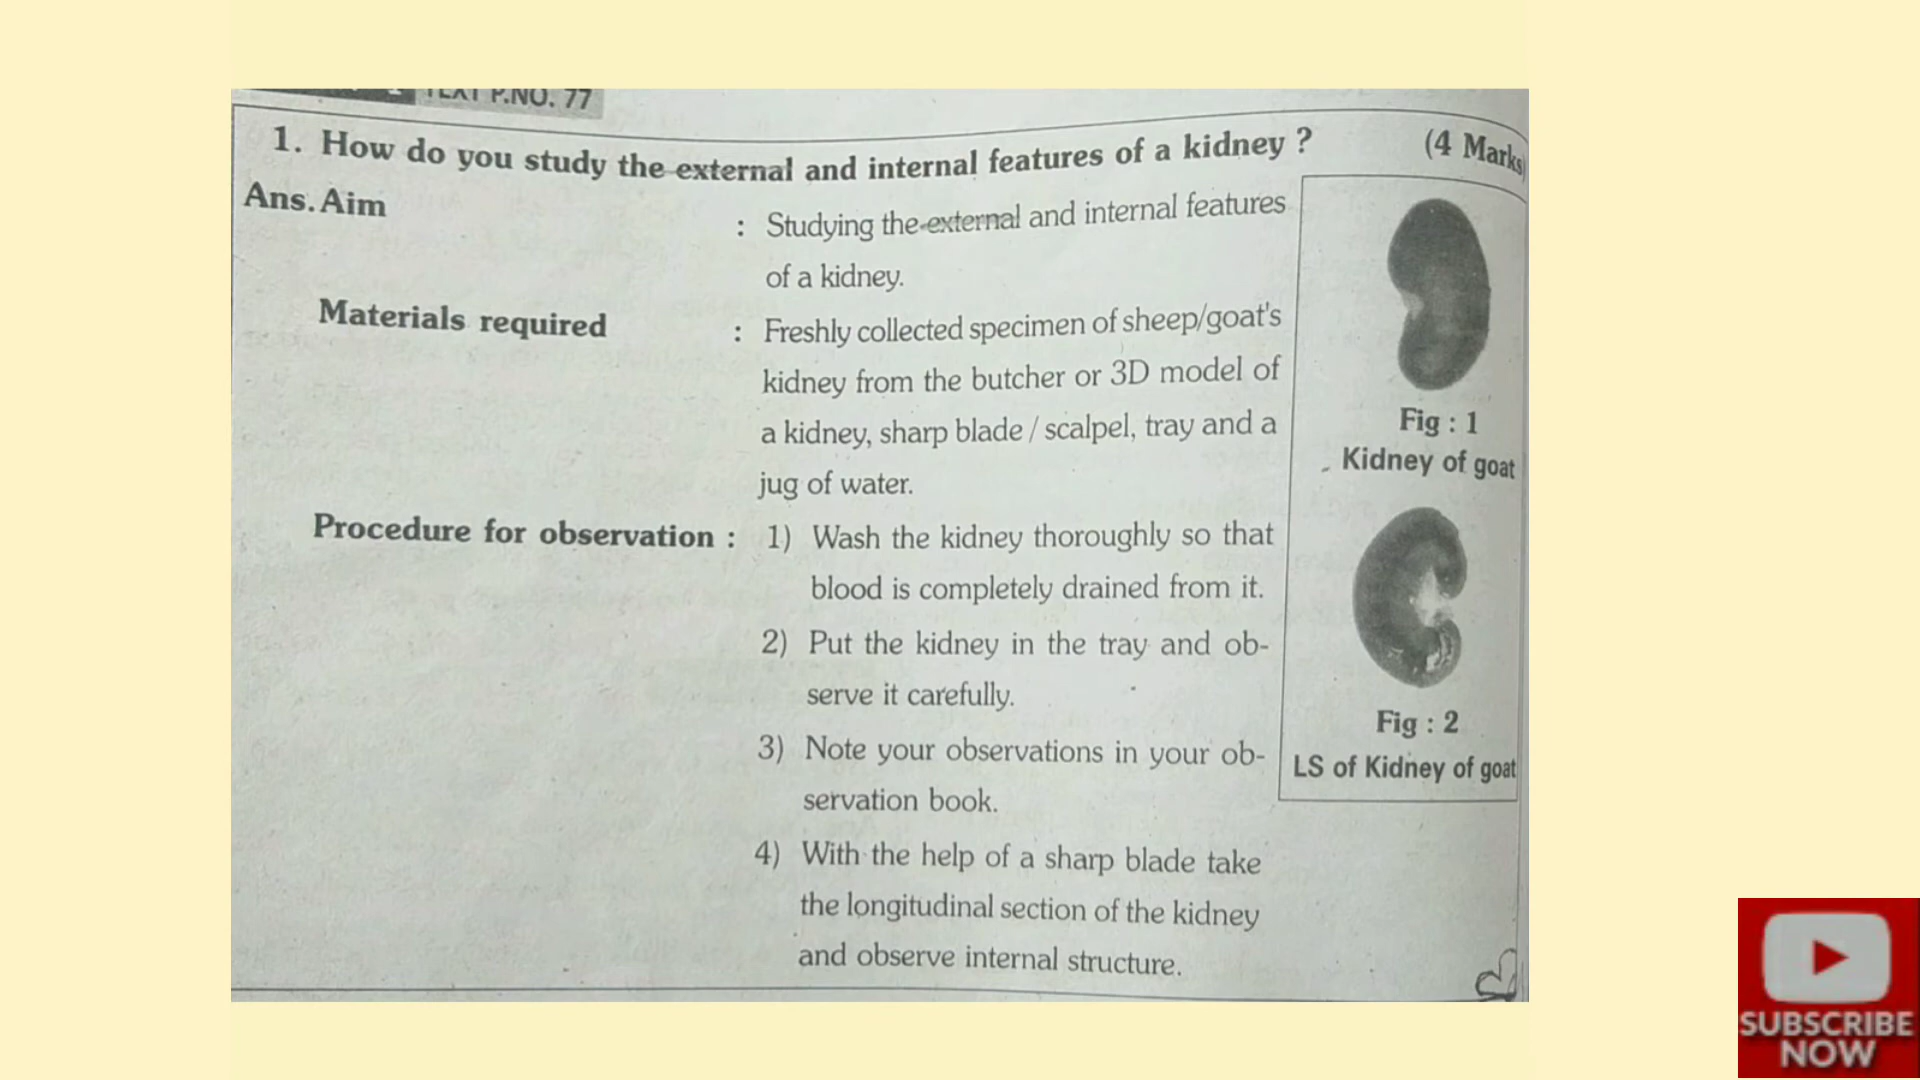 TEXT P.NO. 77
1. How do you study the external and internal features of a kidney ? (4 Marks)
Ans. Aim : Studying the external and internal features
of a kidney.
Materials required : Freshly collected specimen of sheep/goat's
kidney from the butcher or 3D model of
a kidney, sharp blade / scalpel, tray and a
jug of water.
Procedure for observation : 1) Wash the kidney thoroughly so that
blood is completely drained from it.
2) Put the kidney in the tray and ob-
serve it carefully.
3) Note your observations in your ob-
servation book.
4) With the help of a sharp blade take
the longitudinal section of the kidney
and observe internal structure.
Fig : 1
Kidney of goat
Fig : 2
LS of Kidney of goat
SUBSCRIBE
NOW